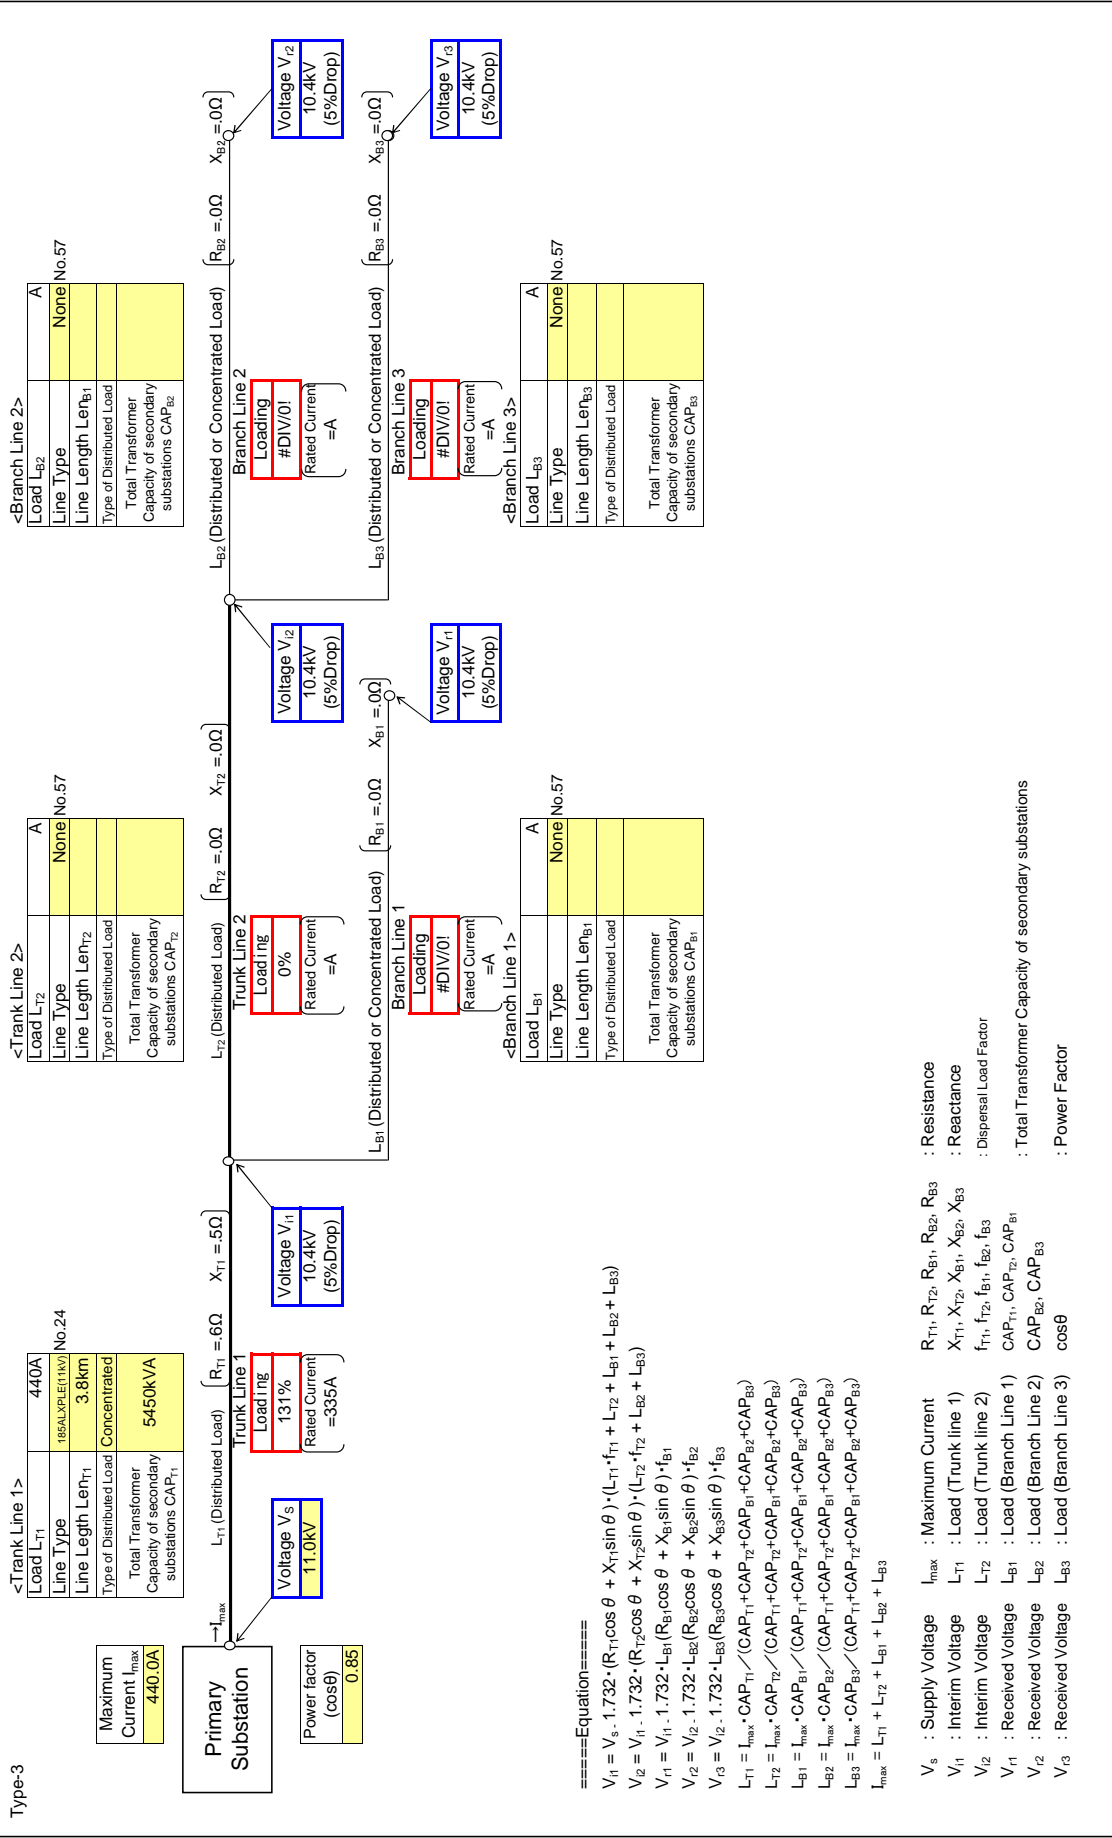 Type-3
Maximum
Current Imax
440.0A
Primary
Substation
Power factor
(cosθ)
0.85
→Imax
Voltage VS
11.0kV
<Trank Line 1>
Load LT1 440A
Line Type 185ALXPLE(11kV) No.24
Line Legth LenT1 3.8km
Type of Distributed Load Concentrated
Total Transformer
Capacity of secondary
substations CAPT1
5450kVA
LT1 (Distributed Load)
RT1 =.6Ω XT1 =.5Ω
Trunk Line 1
Loading
131%
Rated Current
=335A
Voltage Vi1
10.4kV
(5%Drop)
<Trank Line 2>
Load LT2 A
Line Type None No.57
Line Legth LenT2
Type of Distributed Load
Total Transformer
Capacity of secondary
substations CAPT2
LT2 (Distributed Load)
RT2 =.0Ω XT2 =.0Ω
Trunk Line 2
Loading
0%
Rated Current
=A
Voltage Vi2
10.4kV
(5%Drop)
LB1 (Distributed or Concentrated Load)
RB1 =.0Ω XB1 =.0Ω
Branch Line 1
Loading
#DIV/0!
Rated Current
=A
Voltage Vr1
10.4kV
(5%Drop)
<Branch Line 1>
Load LB1 A
Line Type None No.57
Line Length LenB1
Type of Distributed Load
Total Transformer
Capacity of secondary
substations CAPB1
<Branch Line 2>
Load LB2 A
Line Type None No.57
Line Length LenB1
Type of Distributed Load
Total Transformer
Capacity of secondary
substations CAPB2
LB2 (Distributed or Concentrated Load)
RB2 =.0Ω XB2 =.0Ω
Branch Line 2
Loading
#DIV/0!
Rated Current
=A
Voltage Vr2
10.4kV
(5%Drop)
LB3 (Distributed or Concentrated Load)
RB3 =.0Ω XB3 =.0Ω
Branch Line 3
Loading
#DIV/0!
Rated Current
=A
Voltage Vr3
10.4kV
(5%Drop)
<Branch Line 3>
Load LB3 A
Line Type None No.57
Line Length LenB3
Type of Distributed Load
Total Transformer
Capacity of secondary
substations CAPB3
=====Equation=====
Vi1 = Vs - 1.732・(RT1cosθ + XT1sinθ)・(LT1・fT1 + LT2 + LB1 + LB2 + LB3)
Vi2 = Vi1 - 1.732・(RT2cosθ + XT2sinθ)・(LT2・fT2 + LB2 + LB3)
Vr1 = Vi1 - 1.732・LB1(RB1cosθ + XB1sinθ)・fB1
Vr2 = Vi2 - 1.732・LB2(RB2cosθ + XB2sinθ)・fB2
Vr3 = Vi2 - 1.732・LB3(RB3cosθ + XB3sinθ)・fB3
LT1 = Imax・CAPT1／(CAPT1+CAPT2+CAPB1+CAPB2+CAPB3)
LT2 = Imax・CAPT2／(CAPT1+CAPT2+CAPB1+CAPB2+CAPB3)
LB1 = Imax・CAPB1／(CAPT1+CAPT2+CAPB1+CAPB2+CAPB3)
LB2 = Imax・CAPB2／(CAPT1+CAPT2+CAPB1+CAPB2+CAPB3)
LB3 = Imax・CAPB3／(CAPT1+CAPT2+CAPB1+CAPB2+CAPB3)
Imax = LT1 + LT2 + LB1 + LB2 + LB3
Vs : Supply Voltage Imax : Maximum Current RT1, RT2, RB1, RB2, RB3 : Resistance
Vi1 : Interim Voltage LT1 : Load (Trunk line 1) XT1, XT2, XB1, XB2, XB3 : Reactance
Vi2 : Interim Voltage LT2 : Load (Trunk line 2) fT1, fT2, fB1, fB2, fB3 : Dispersal Load Factor
Vr1 : Received Voltage LB1 : Load (Branch Line 1) CAPT1, CAPT2, CAPB1 : Total Transformer Capacity of secondary substations
Vr2 : Received Voltage LB2 : Load (Branch Line 2) CAPB2, CAPB3
Vr3 : Received Voltage LB3 : Load (Branch Line 3) cosθ : Power Factor